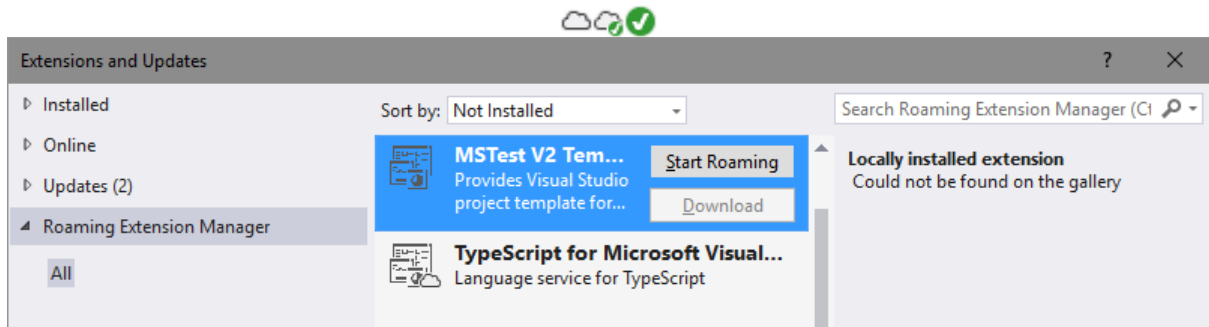 Extensions and Updates
?
Installed
Online
Updates (2)
Roaming Extension Manager
All
Sort by: Not Installed
MSTest V2 Tem...
Provides Visual Studio
project template for...
Start Roaming
Download
TypeScript for Microsoft Visual...
Language service for TypeScript
Search Roaming Extension Manager (Ct
Locally installed extension
Could not be found on the gallery